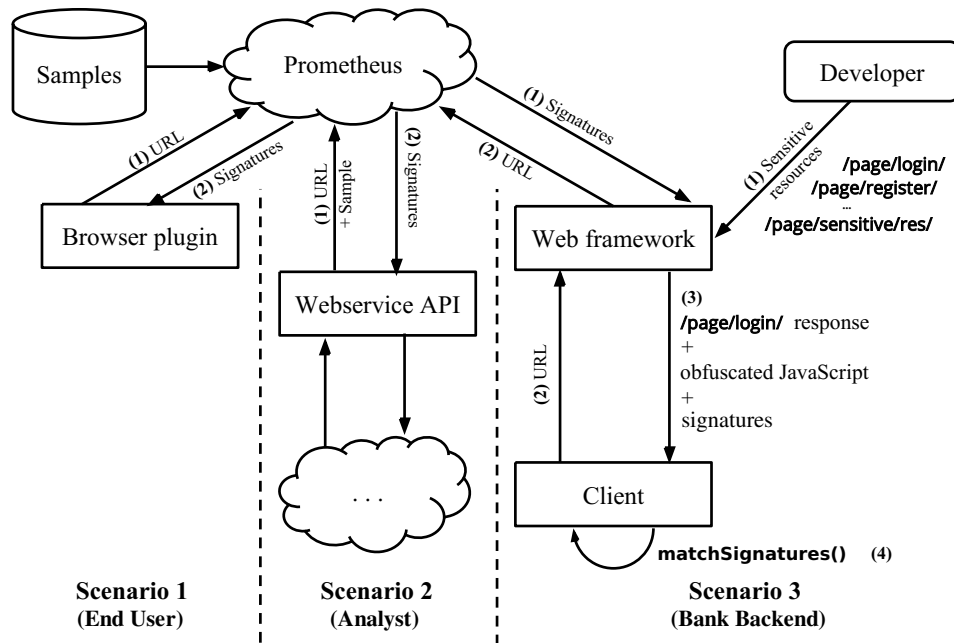 Samples
Prometheus
Developer
(1) URL
(2) Signatures
(1) URL
+ Sample
(2) Signatures
(1) Signatures
(2) URL
(1) Sensitive
resources
/page/login/
/page/register/
...
/page/sensitive/res/
Browser plugin
Web framework
Webservice API
(2) URL
(3)
/page/login/ response
+
obfuscated JavaScript
+
signatures
. . .
Client
matchSignatures() (4)
Scenario 1
(End User)
Scenario 2
(Analyst)
Scenario 3
(Bank Backend)